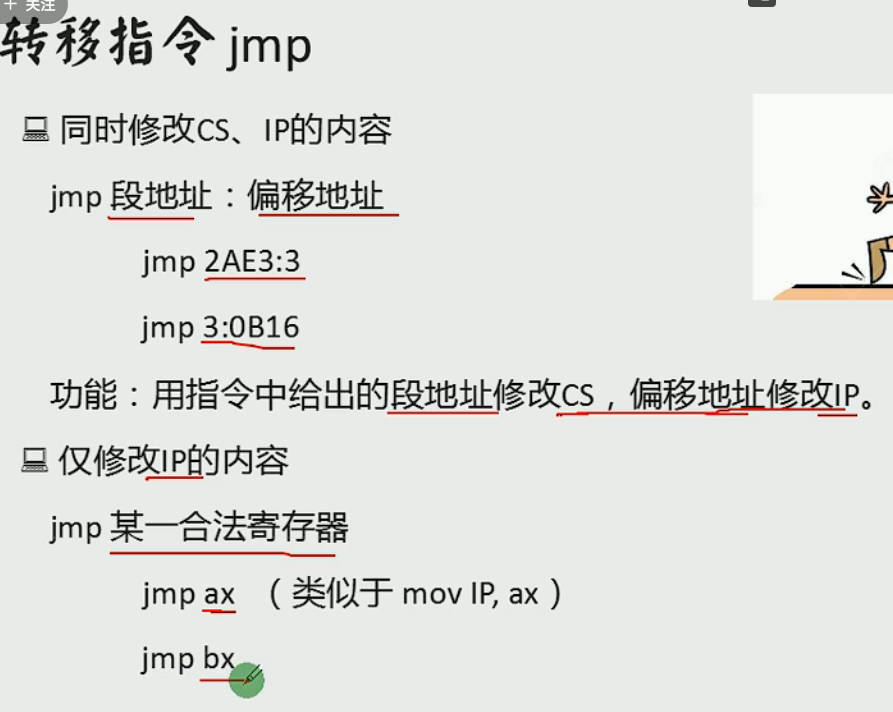 + 关注
转移指令 jmp
同时修改CS、IP的内容
jmp 段地址：偏移地址
jmp 2AE3:3
jmp 3:0B16
功能：用指令中给出的段地址修改CS，偏移地址修改IP。
仅修改IP的内容
jmp 某一合法寄存器
jmp ax （类似于 mov IP, ax）
jmp bx